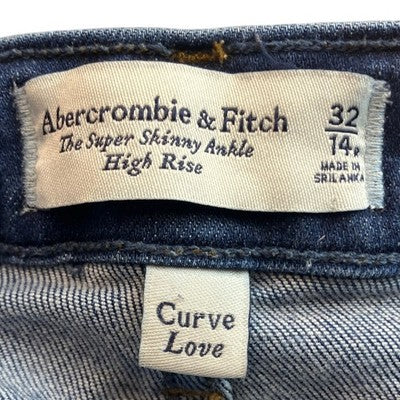 Abercrombie & Fitch
The Super Skinny Ankle
High Rise
32
14R
MADE IN
SRI LANKA
Curve
Love